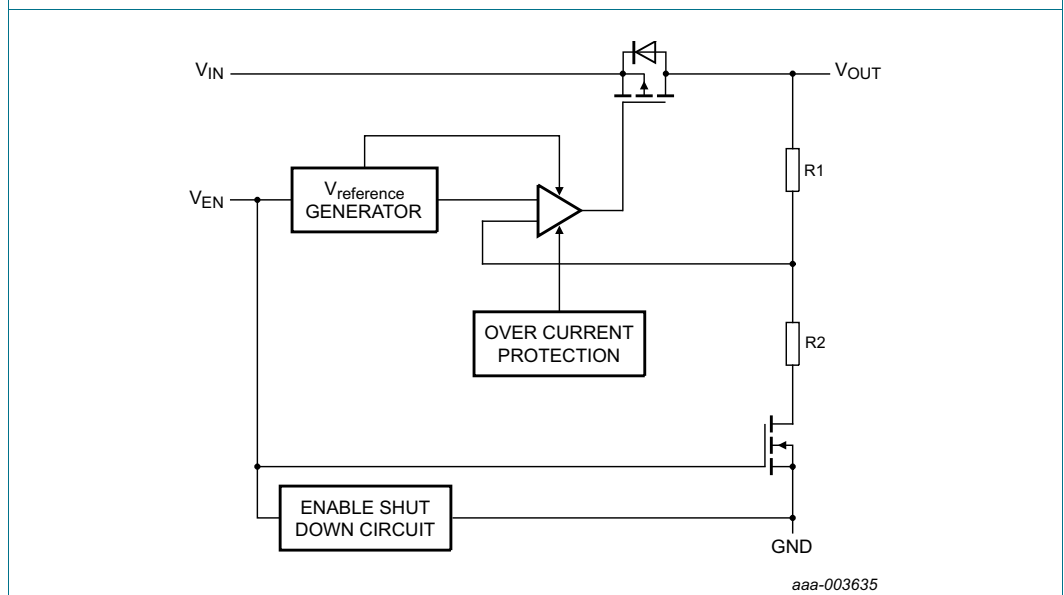 VIN
VOUT
R1
VEN
Vreference
GENERATOR
OVER CURRENT
PROTECTION
R2
ENABLE SHUT
DOWN CIRCUIT
GND
aaa-003635